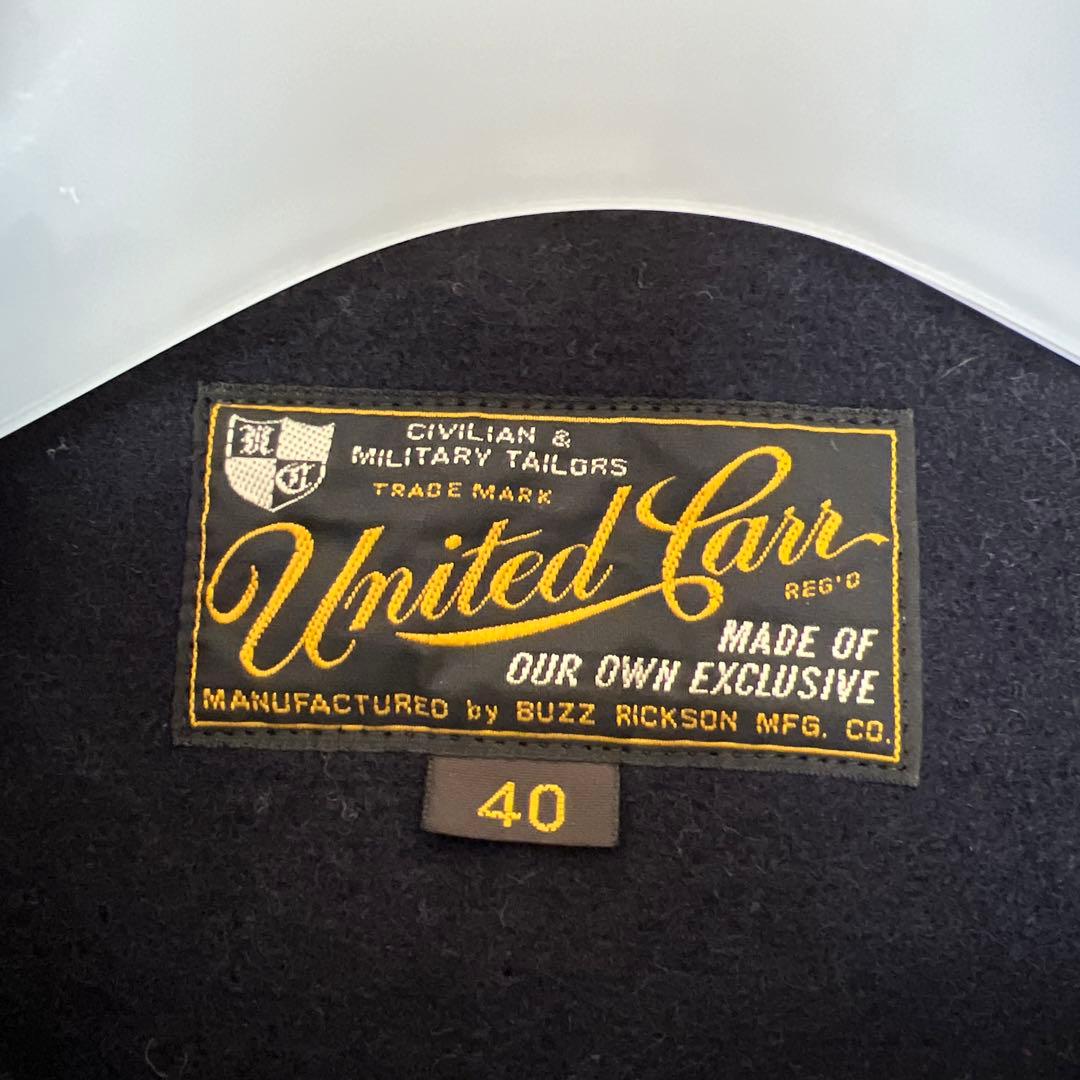 CIVILIAN &
MILITARY TAILORS
TRADE MARK
United Carr
REG'D
MADE OF
OUR OWN EXCLUSIVE
MANUFACTURED by BUZZ RICKSON MFG. CO.
40